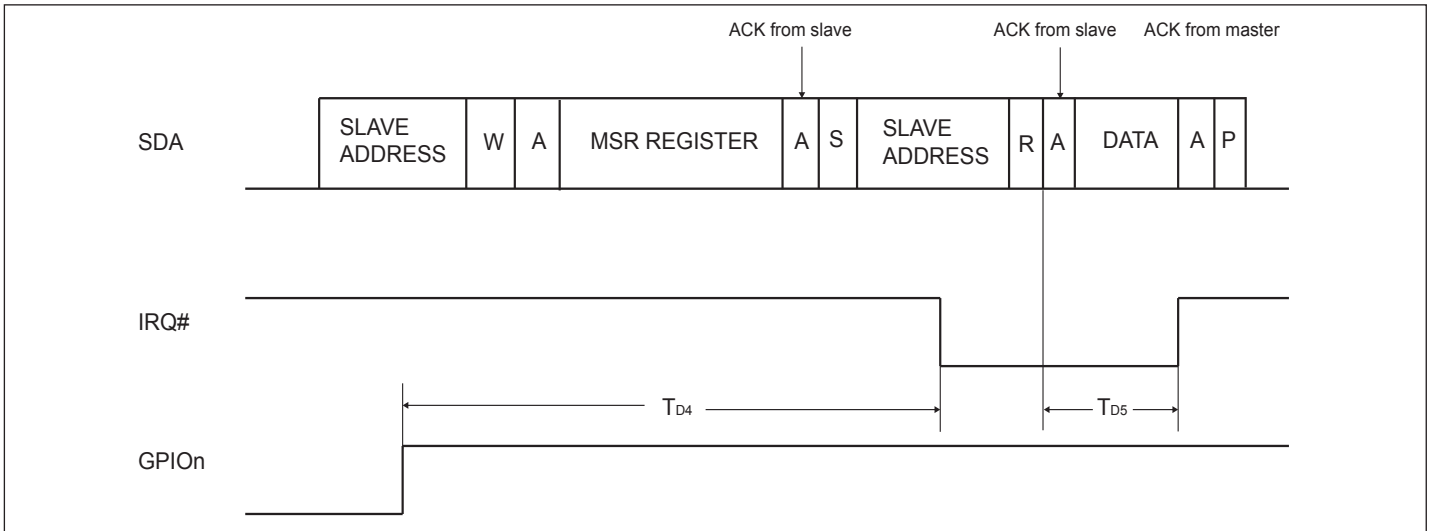 ACK from slave ACK from slave ACK from master
SDA
SLAVE ADDRESS W A MSR REGISTER A S SLAVE ADDRESS R A DATA A P
IRQ#
TD4 TD5
GPIOn